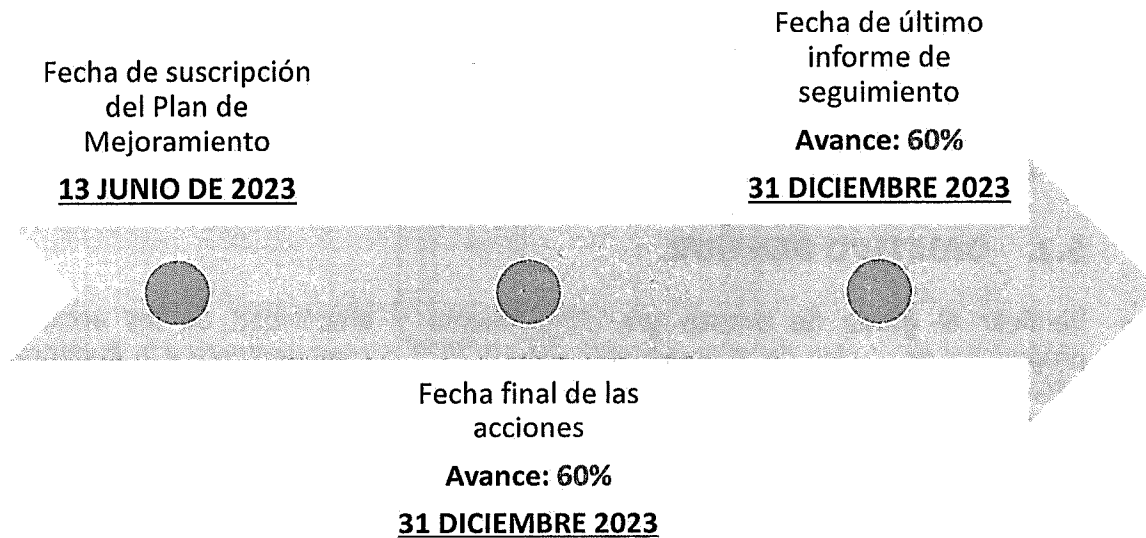 Fecha de suscripción
del Plan de
Mejoramiento
13 JUNIO DE 2023
Fecha final de las
acciones
Avance: 60%
31 DICIEMBRE 2023
Fecha de último
informe de
seguimiento
Avance: 60%
31 DICIEMBRE 2023